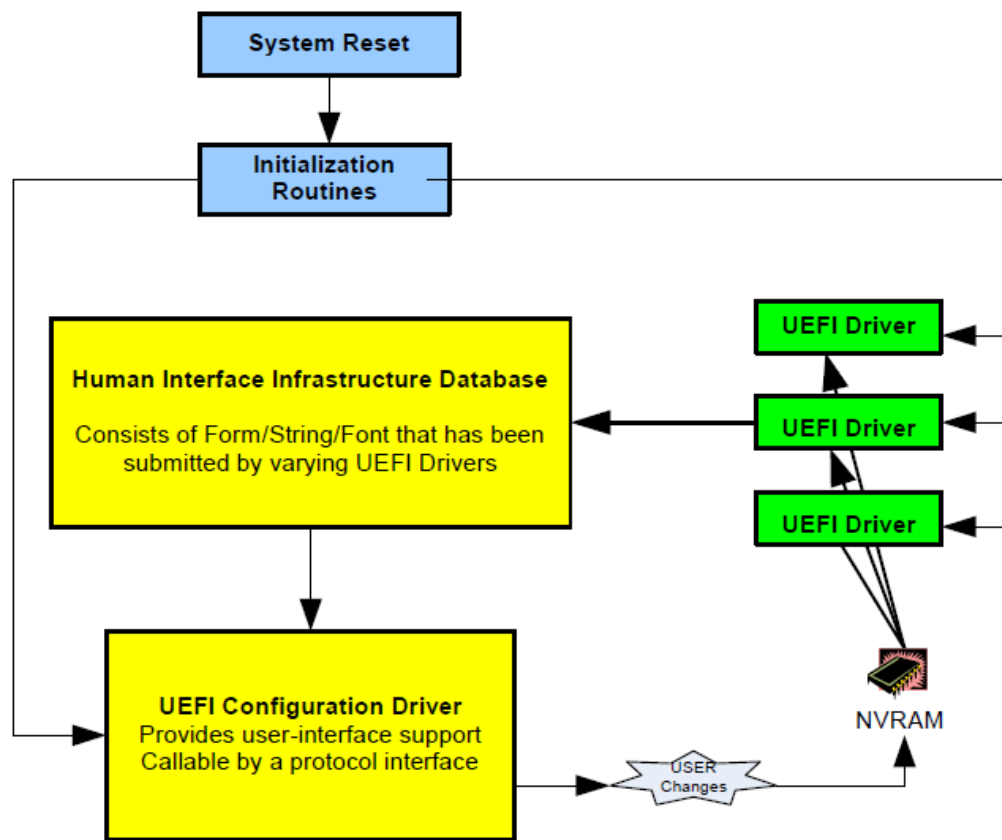 System Reset
Initialization
Routines
UEFI Driver
Human Interface Infrastructure Database
Consists of Form/String/Font that has been
submitted by varying UEFI Drivers
UEFI Driver
UEFI Driver
UEFI Configuration Driver
Provides user-interface support
Callable by a protocol interface
USER
Changes
NVRAM